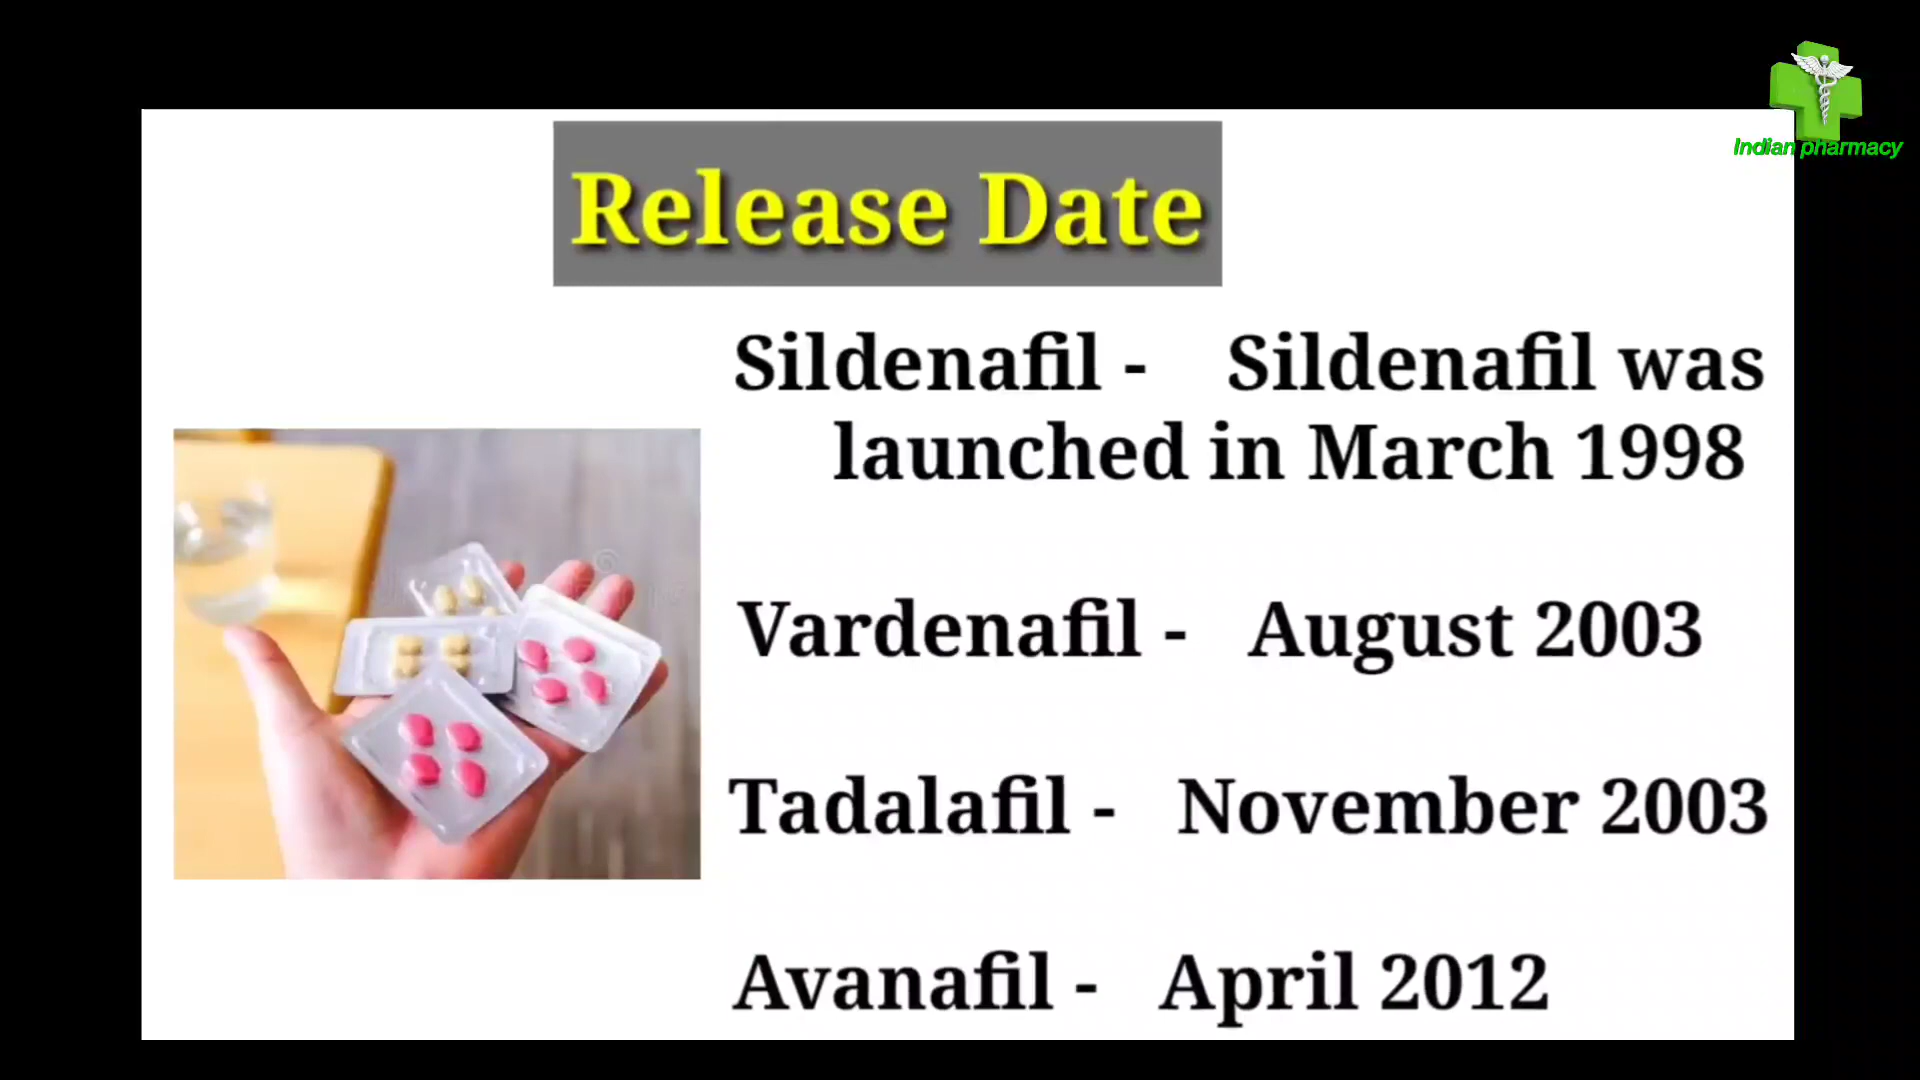 Indian pharmacy
Release Date
Sildenafil - Sildenafil was
launched in March 1998
Vardenafil - August 2003
Tadalafil - November 2003
Avanafil - April 2012